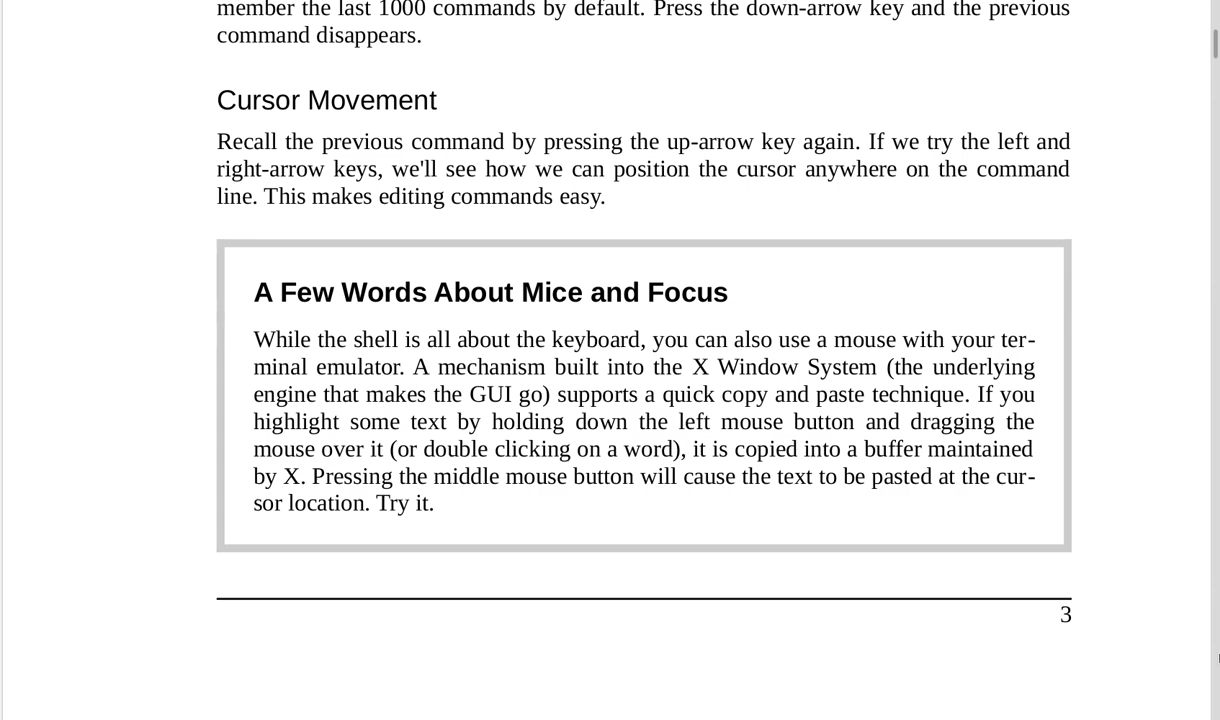 member the last 1000 commands by default. Press the down-arrow key and the previous
command disappears.
Cursor Movement
Recall the previous command by pressing the up-arrow key again. If we try the left and
right-arrow keys, we'll see how we can position the cursor anywhere on the command
line. This makes editing commands easy.
A Few Words About Mice and Focus
While the shell is all about the keyboard, you can also use a mouse with your ter-
minal emulator. A mechanism built into the X Window System (the underlying
engine that makes the GUI go) supports a quick copy and paste technique. If you
highlight some text by holding down the left mouse button and dragging the
mouse over it (or double clicking on a word), it is copied into a buffer maintained
by X. Pressing the middle mouse button will cause the text to be pasted at the cur-
sor location. Try it.
3